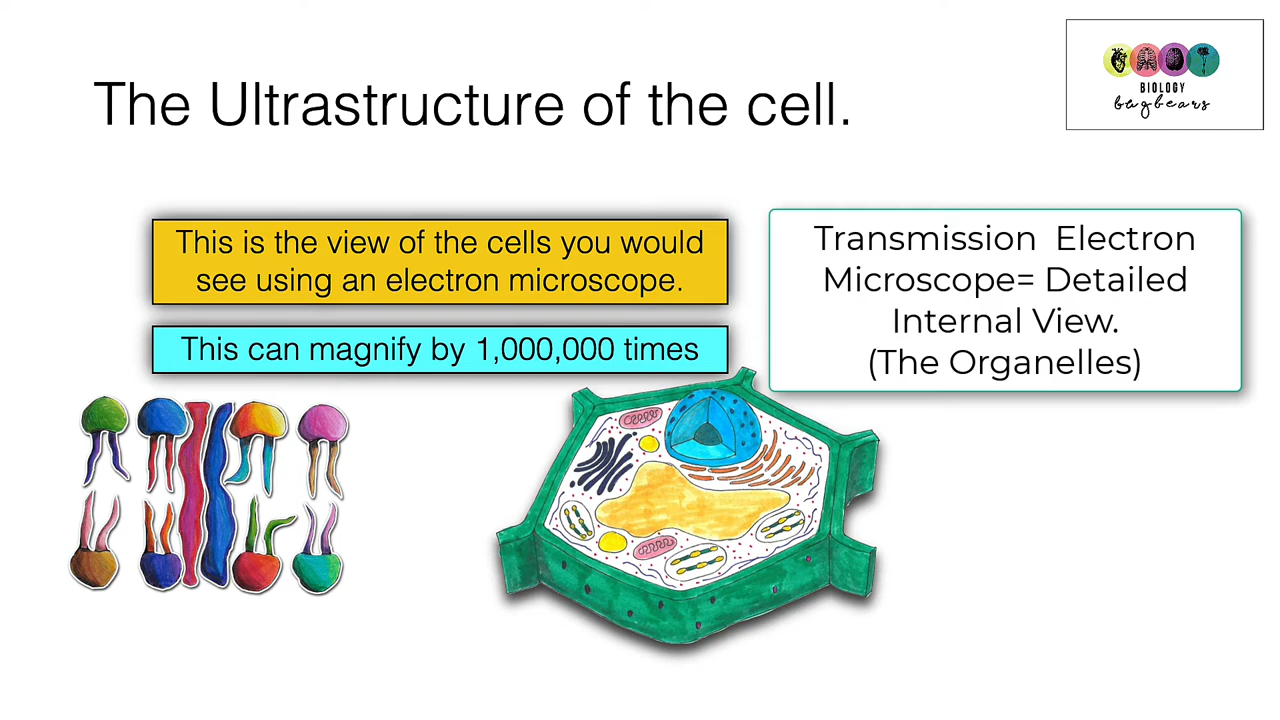 The Ultrastructure of the cell.
BIOLOGY
bugbears
This is the view of the cells you would
see using an electron microscope.
This can magnify by 1,000,000 times
Transmission Electron
Microscope= Detailed
Internal View.
(The Organelles)